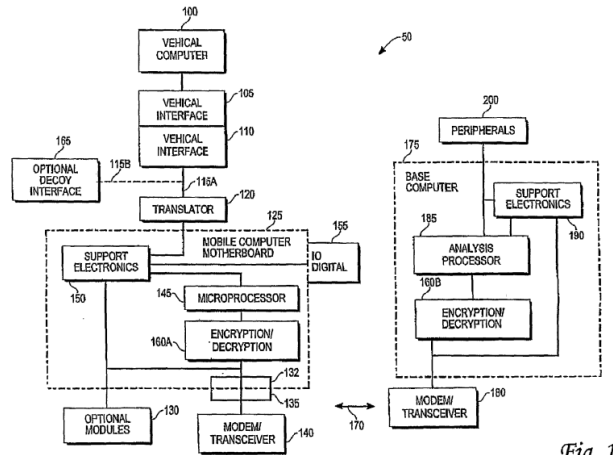 100
VEHICAL
COMPUTER
50
105
VEHICAL
INTERFACE
110
VEHICAL
INTERFACE
165
OPTIONAL
DECOY
INTERFACE
115B
115A
120
TRANSLATOR
125
MOBILE COMPUTER
MOTHERBOARD
155
IO
DIGITAL
SUPPORT
ELECTRONICS
150
145
MICROPROCESSOR
160A
ENCRYPTION/
DECRYPTION
132
135
OPTIONAL
MODULES
130
MODEM/
TRANSCEIVER
140
170
200
PERIPHERALS
175
BASE
COMPUTER
SUPPORT
ELECTRONICS
190
185
ANALYSIS
PROCESSOR
160B
ENCRYPTION/
DECRYPTION
MODEM/
TRANSCEIVER
180
Fig. 1